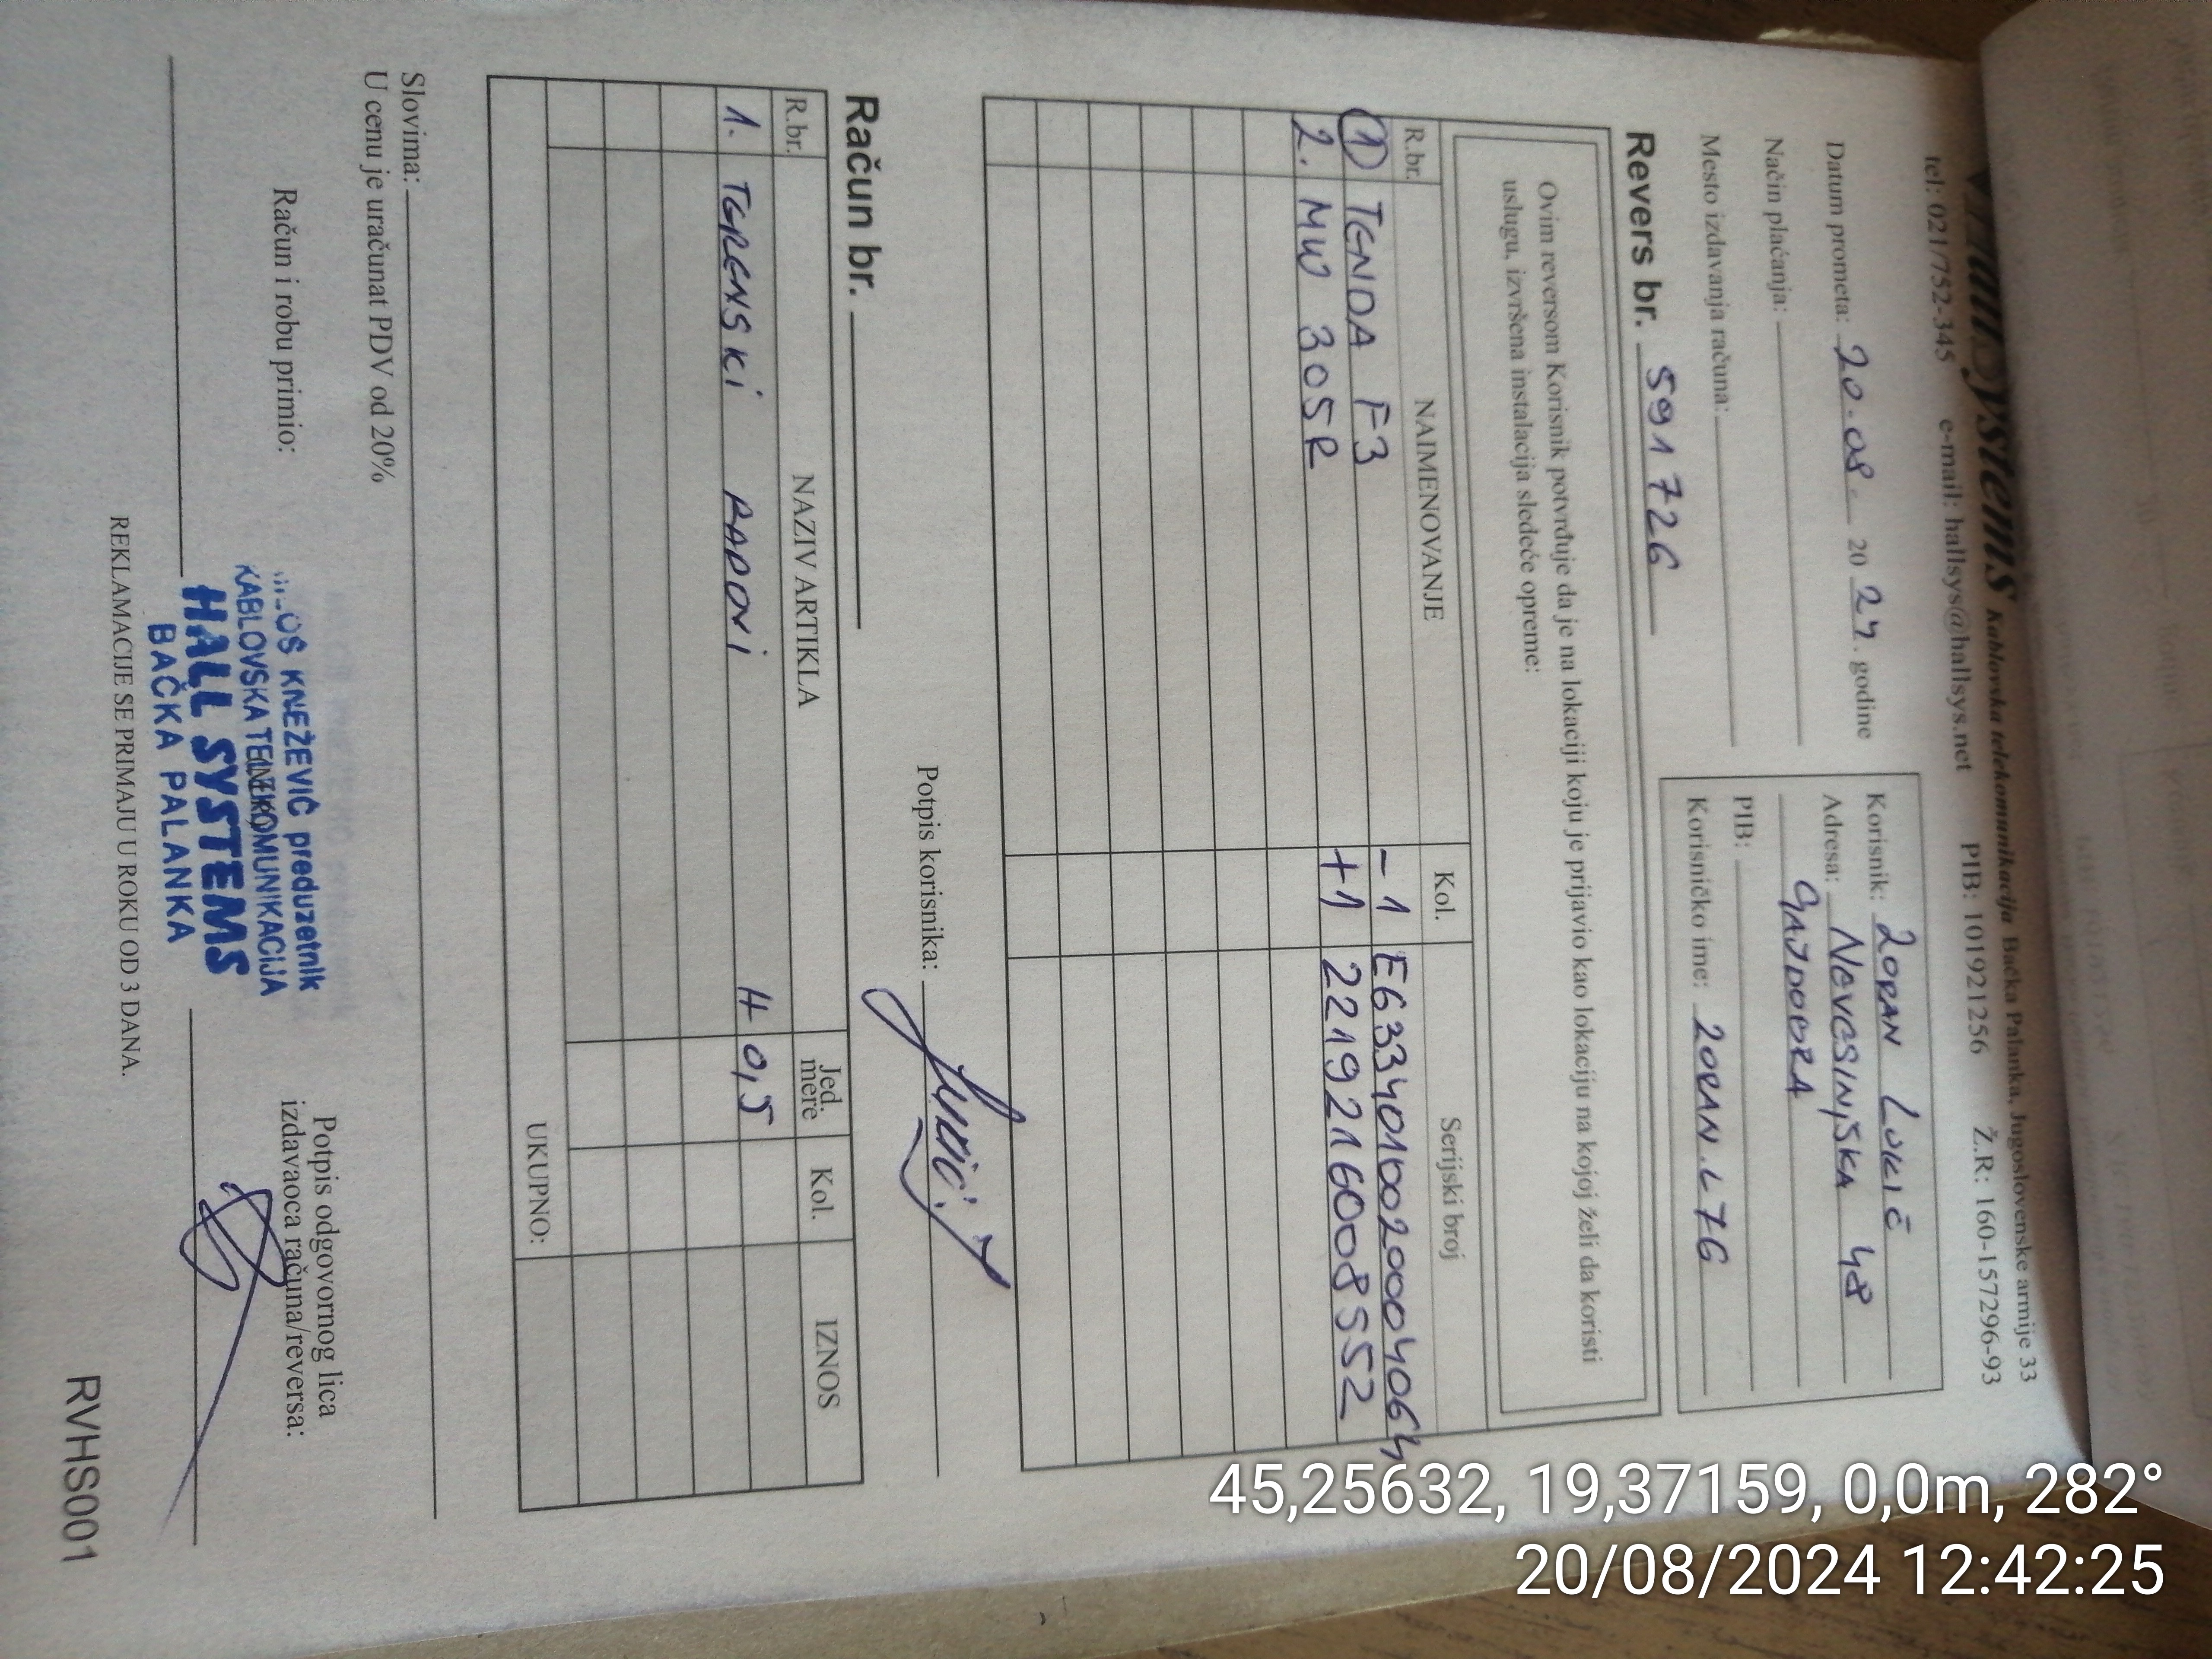 HallSystems Kablovska telekomunikacija Bačka Palanka, Jugoslovenske armije 33
tel: 021/752-345 e-mail: hallsys@hallsys.net PIB: 101921256 Ž.R: 160-157296-93
Datum prometa: 20.08. 20 24. godine
Način plaćanja:
Mesto izdavanja računa:
Korisnik: ZORAN LUKIĆ
Adresa: NEVESINJSKA 48
GAJDOBRA
PIB:
Korisničko ime: ZORAN.L76
Revers br. 591726
Ovim reversom Korisnik potvrđuje da je na lokaciji koju je prijavio kao lokaciju na kojoj želi da koristi
uslugu, izvršena instalacija sledeće opreme:
R.br. NAIMENOVANJE Kol. Serijski broj
1 TENDA F3 -1 E6334010020004064
2. MW 305R +1 2219216008552
Potpis korisnika:
Račun br.
R.br. NAZIV ARTIKLA Jed. mere Kol. IZNOS
1. TERENSKI RADOVI H 0,5
UKUPNO:
Slovima:
U cenu je uračunat PDV od 20%
Račun i robu primio:
KNEŽEVIĆ preduzetnik
KABLOVSKA TELEKOMUNIKACIJA
HALL SYSTEMS
BAČKA PALANKA
Potpis odgovornog lica
izdavaoca računa/reversa:
REKLAMACIJE SE PRIMAJU U ROKU OD 3 DANA.
RVHS001
45,25632, 19,37159, 0,0m, 282°
20/08/2024 12:42:25